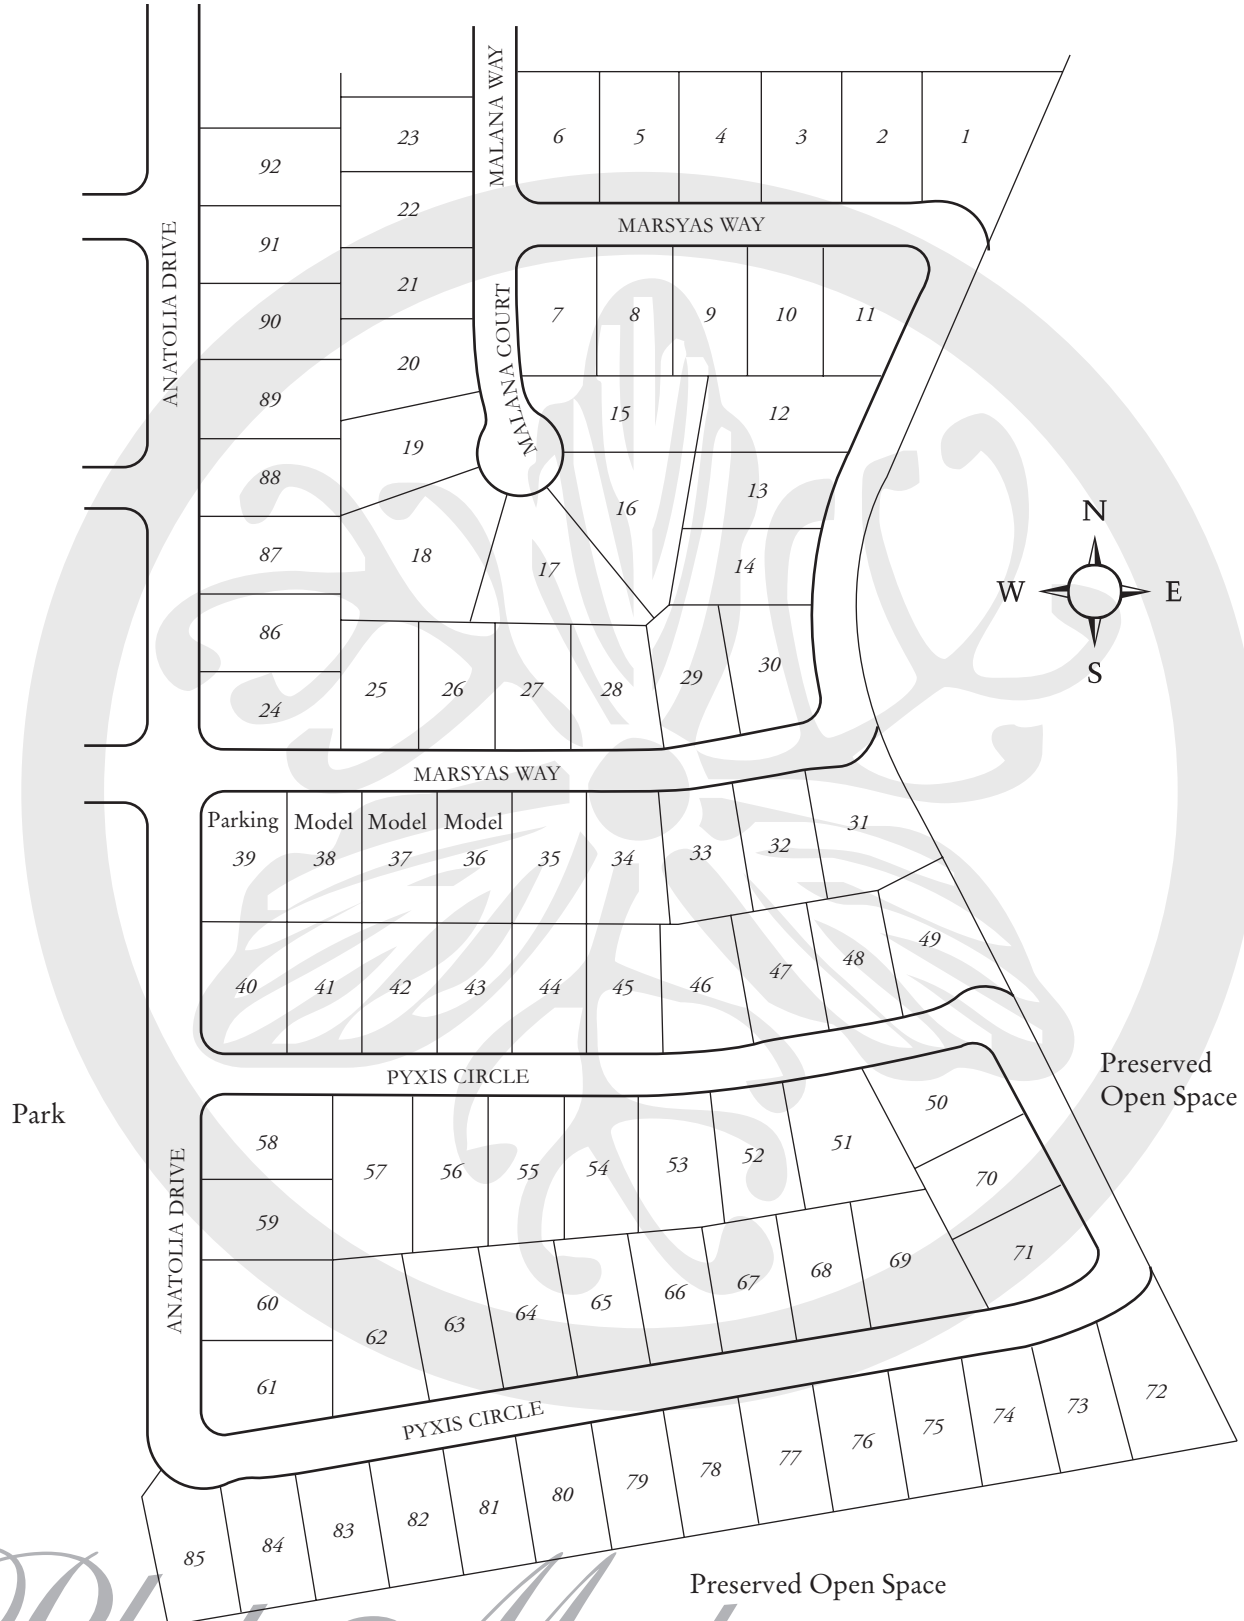 MALANA WAY
6 5 4 3 2 1
23
92
22
MARSYAS WAY
91
21
ANATOLIA DRIVE
90
7 8 9 10 11
MALANA COURT
20
89
15 12
19
88
13
16
N
87 18 17 14
W E
86
S
30
25 26 27 28 29
24
MARSYAS WAY
Parking Model Model Model
39 38 37 36 35 34 33 32 31
40 41 42 43 44 45 46 47 48 49
Preserved
Open Space
PYXIS CIRCLE
Park
50
58 57 56 55 54 53 52 51
70
59
ANATOLIA DRIVE
71
60 62 63 64 65 66 67 68 69
61
PYXIS CIRCLE
85 84 83 82 81 80 79 78 77 76 75 74 73 72
Preserved Open Space